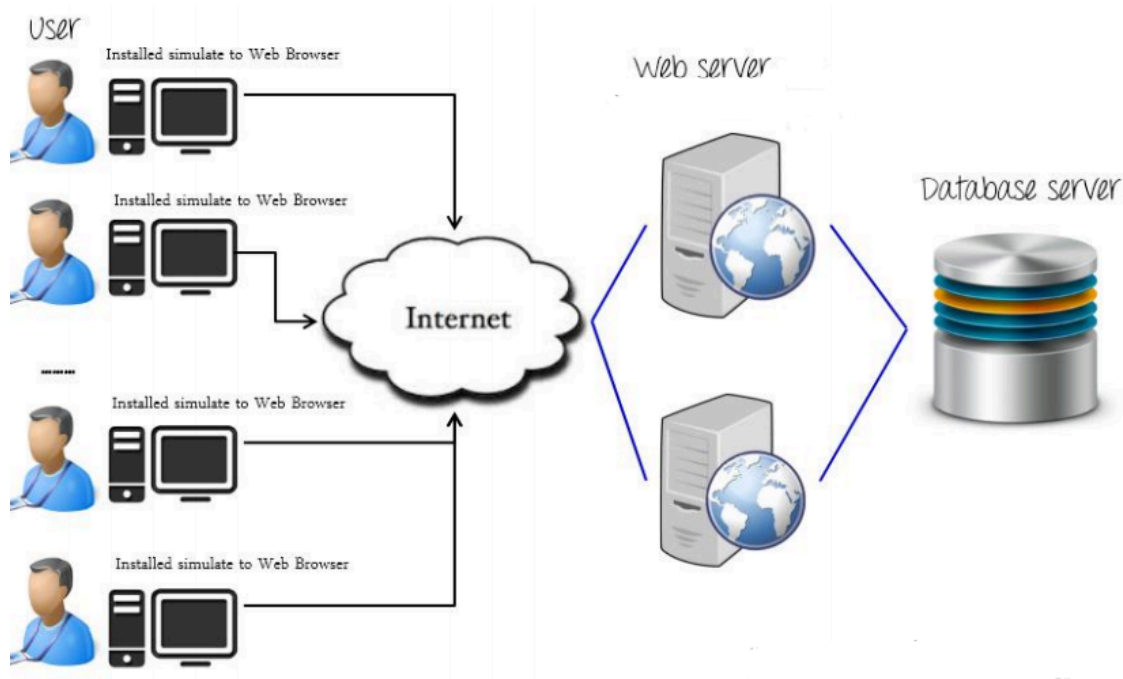 User
Installed simulate to Web Browser
Web server
Installed simulate to Web Browser
Database server
Internet
.........
Installed simulate to Web Browser
Installed simulate to Web Browser